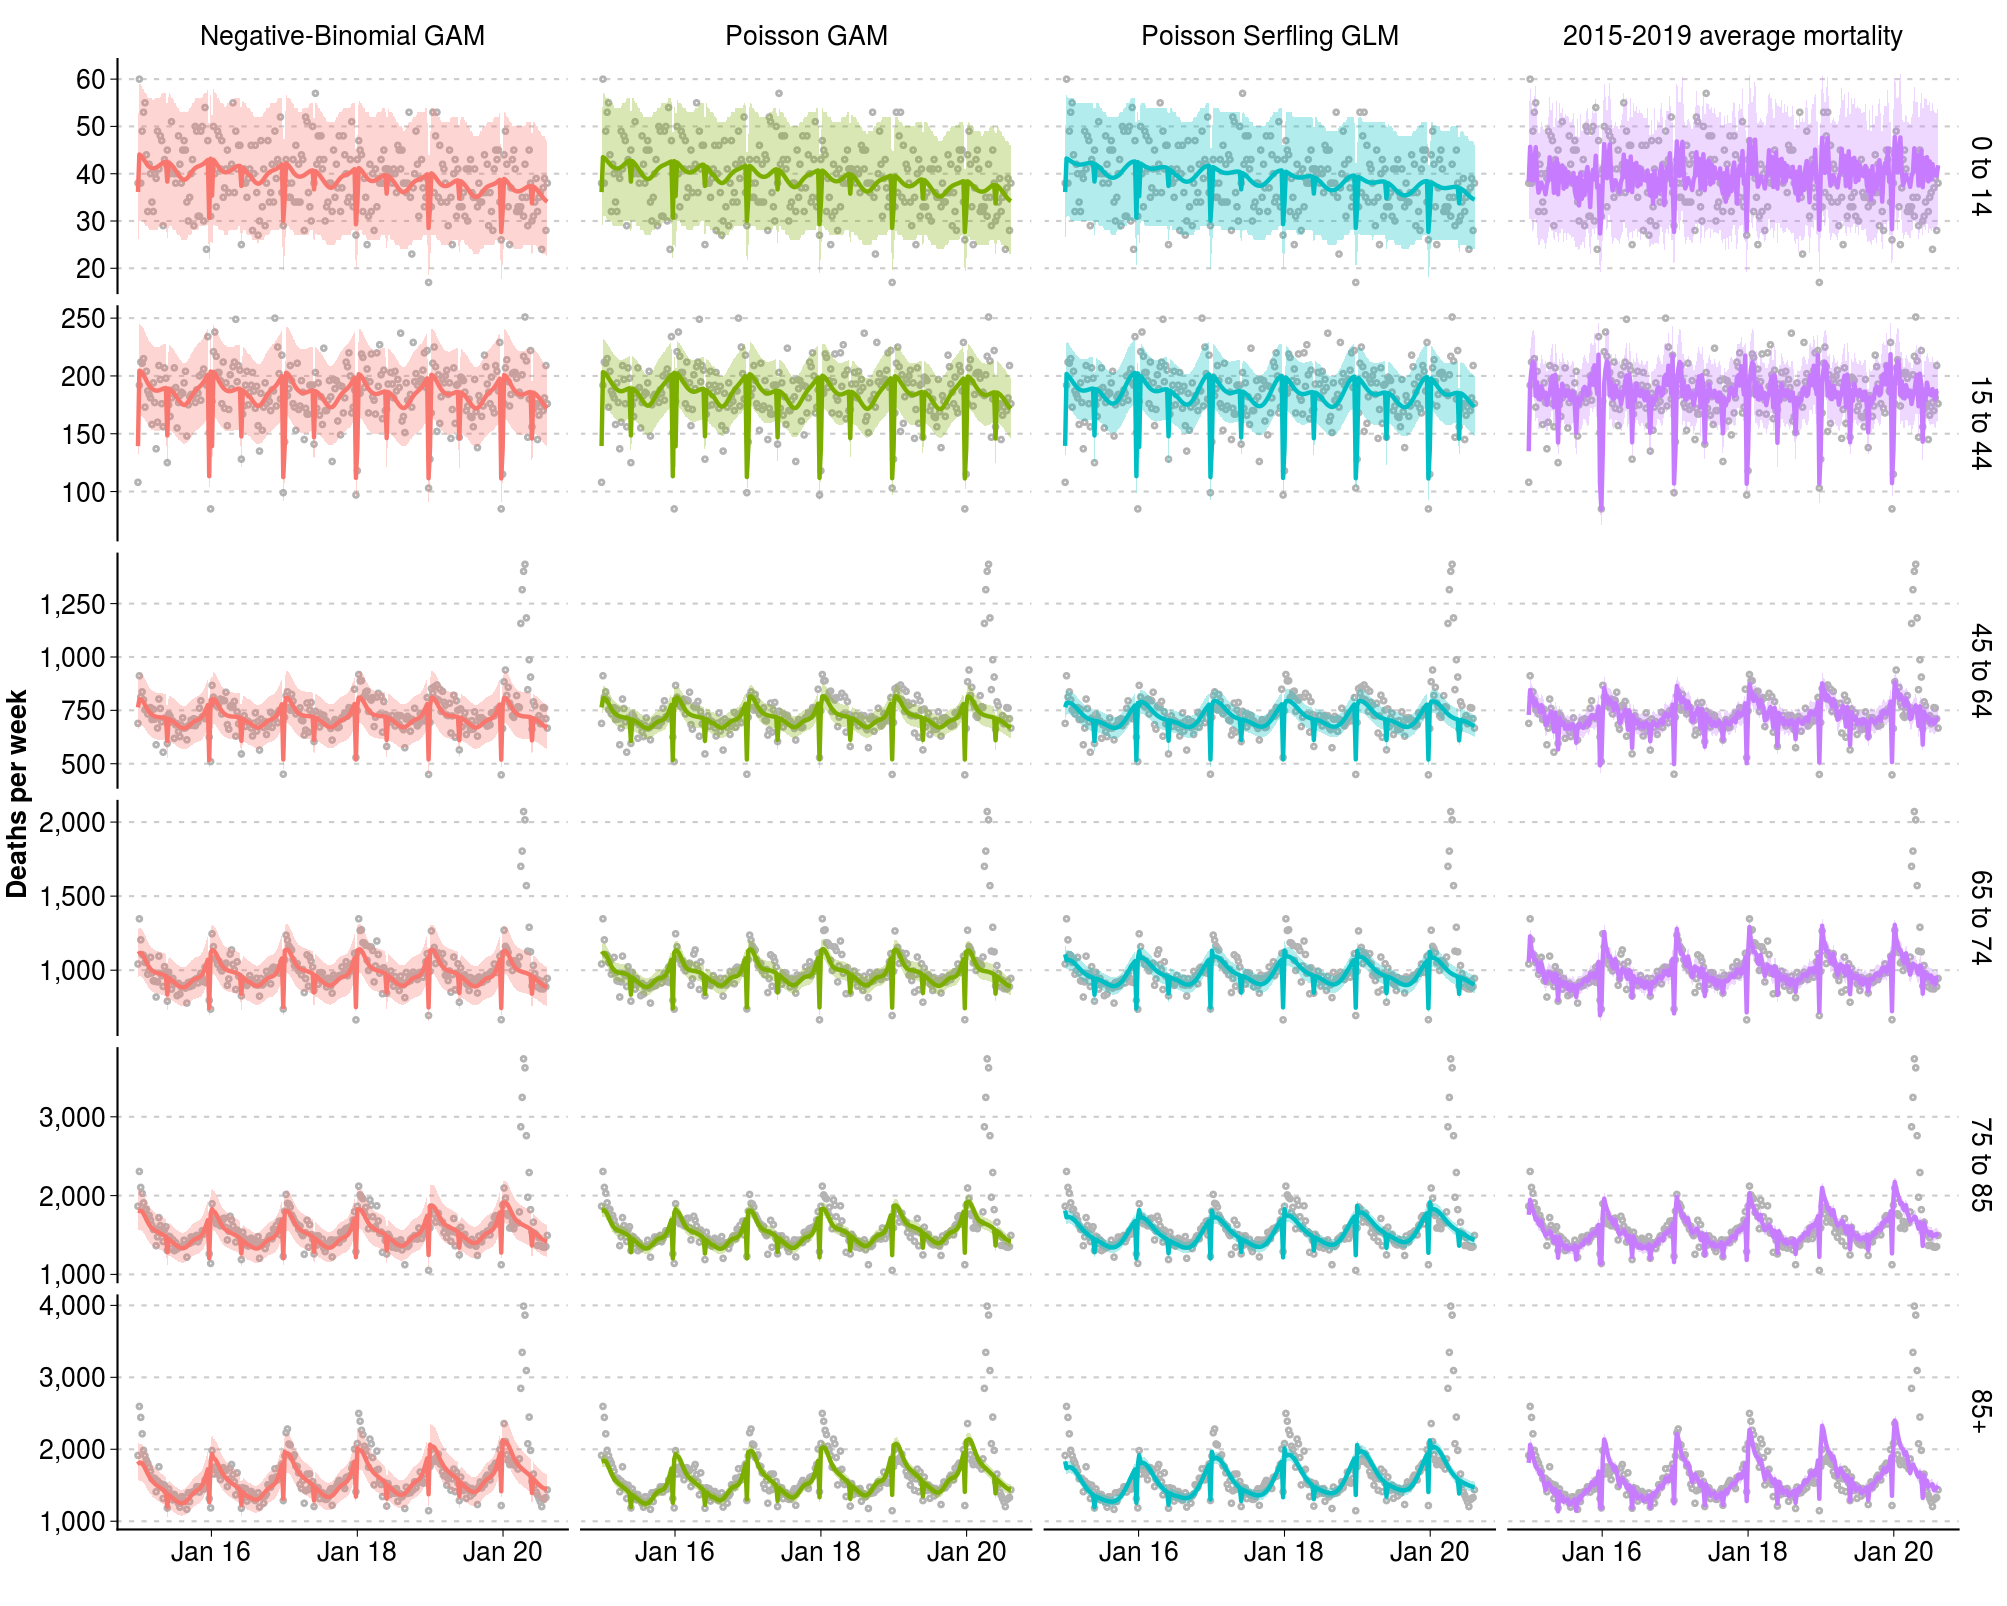 Negative-Binomial GAM
Poisson GAM
Poisson Serfling GLM
2015-2019 average mortality
Deaths per week
60
50
40
30
20
0 to 14
250
200
150
100
15 to 44
1,250
1,000
750
500
45 to 64
2,000
1,500
1,000
65 to 74
3,000
2,000
1,000
75 to 85
4,000
3,000
2,000
1,000
85+
Jan 16 Jan 18 Jan 20
Jan 16 Jan 18 Jan 20
Jan 16 Jan 18 Jan 20
Jan 16 Jan 18 Jan 20